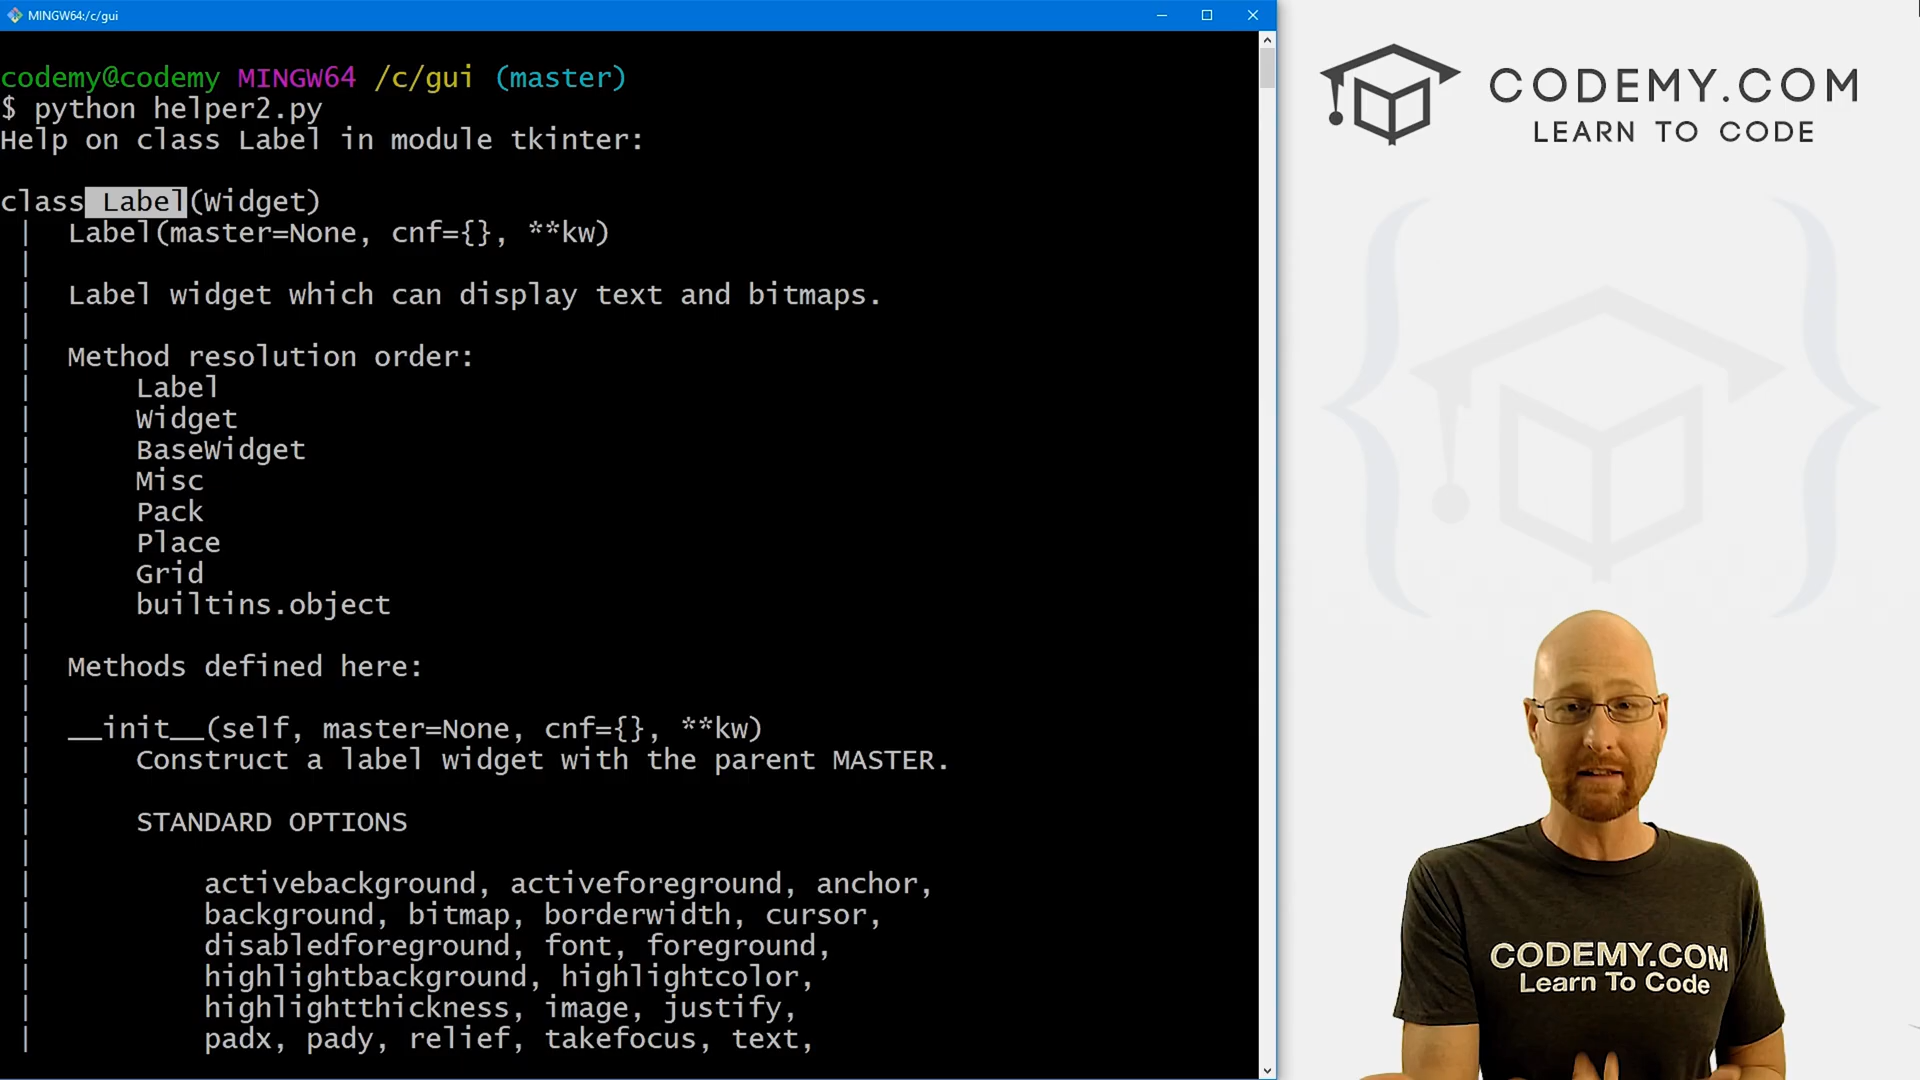 MINGW64:/c/gui
codemy@codemy MINGW64 /c/gui (master)
$ python helper2.py
Help on class Label in module tkinter:
class Label(Widget)
 |  Label(master=None, cnf={}, **kw)
 |
 |  Label widget which can display text and bitmaps.
 |
 |  Method resolution order:
 |      Label
 |      Widget
 |      BaseWidget
 |      Misc
 |      Pack
 |      Place
 |      Grid
 |      builtins.object
 |
 |  Methods defined here:
 |
 |  __init__(self, master=None, cnf={}, **kw)
 |      Construct a label widget with the parent MASTER.
 |
 |      STANDARD OPTIONS
 |
 |          activebackground, activeforeground, anchor,
 |          background, bitmap, borderwidth, cursor,
 |          disabledforeground, font, foreground,
 |          highlightbackground, highlightcolor,
 |          highlightthickness, image, justify,
 |          padx, pady, relief, takefocus, text,
CODEMY.COM
LEARN TO CODE
CODEMY.COM
Learn To Code